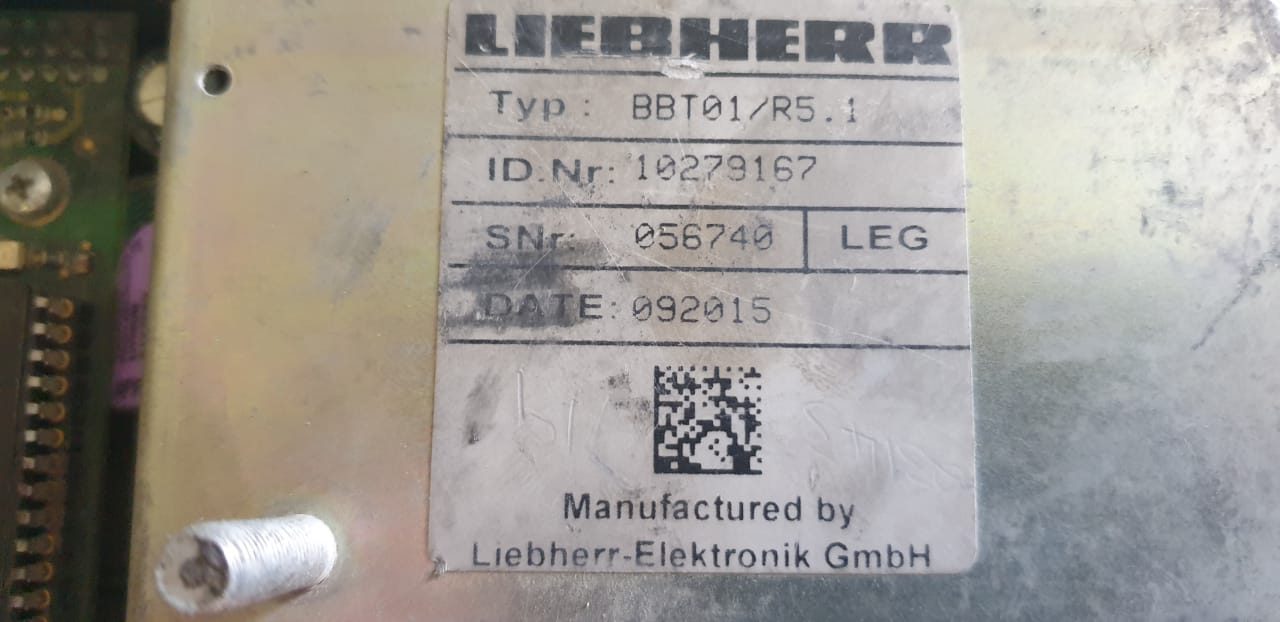 LIEBHERR
Typ : BBT01/R5.1
ID.Nr: 10279167
SNr: 056740 LEG
DATE: 092015
Manufactured by
Liebherr-Elektronik GmbH